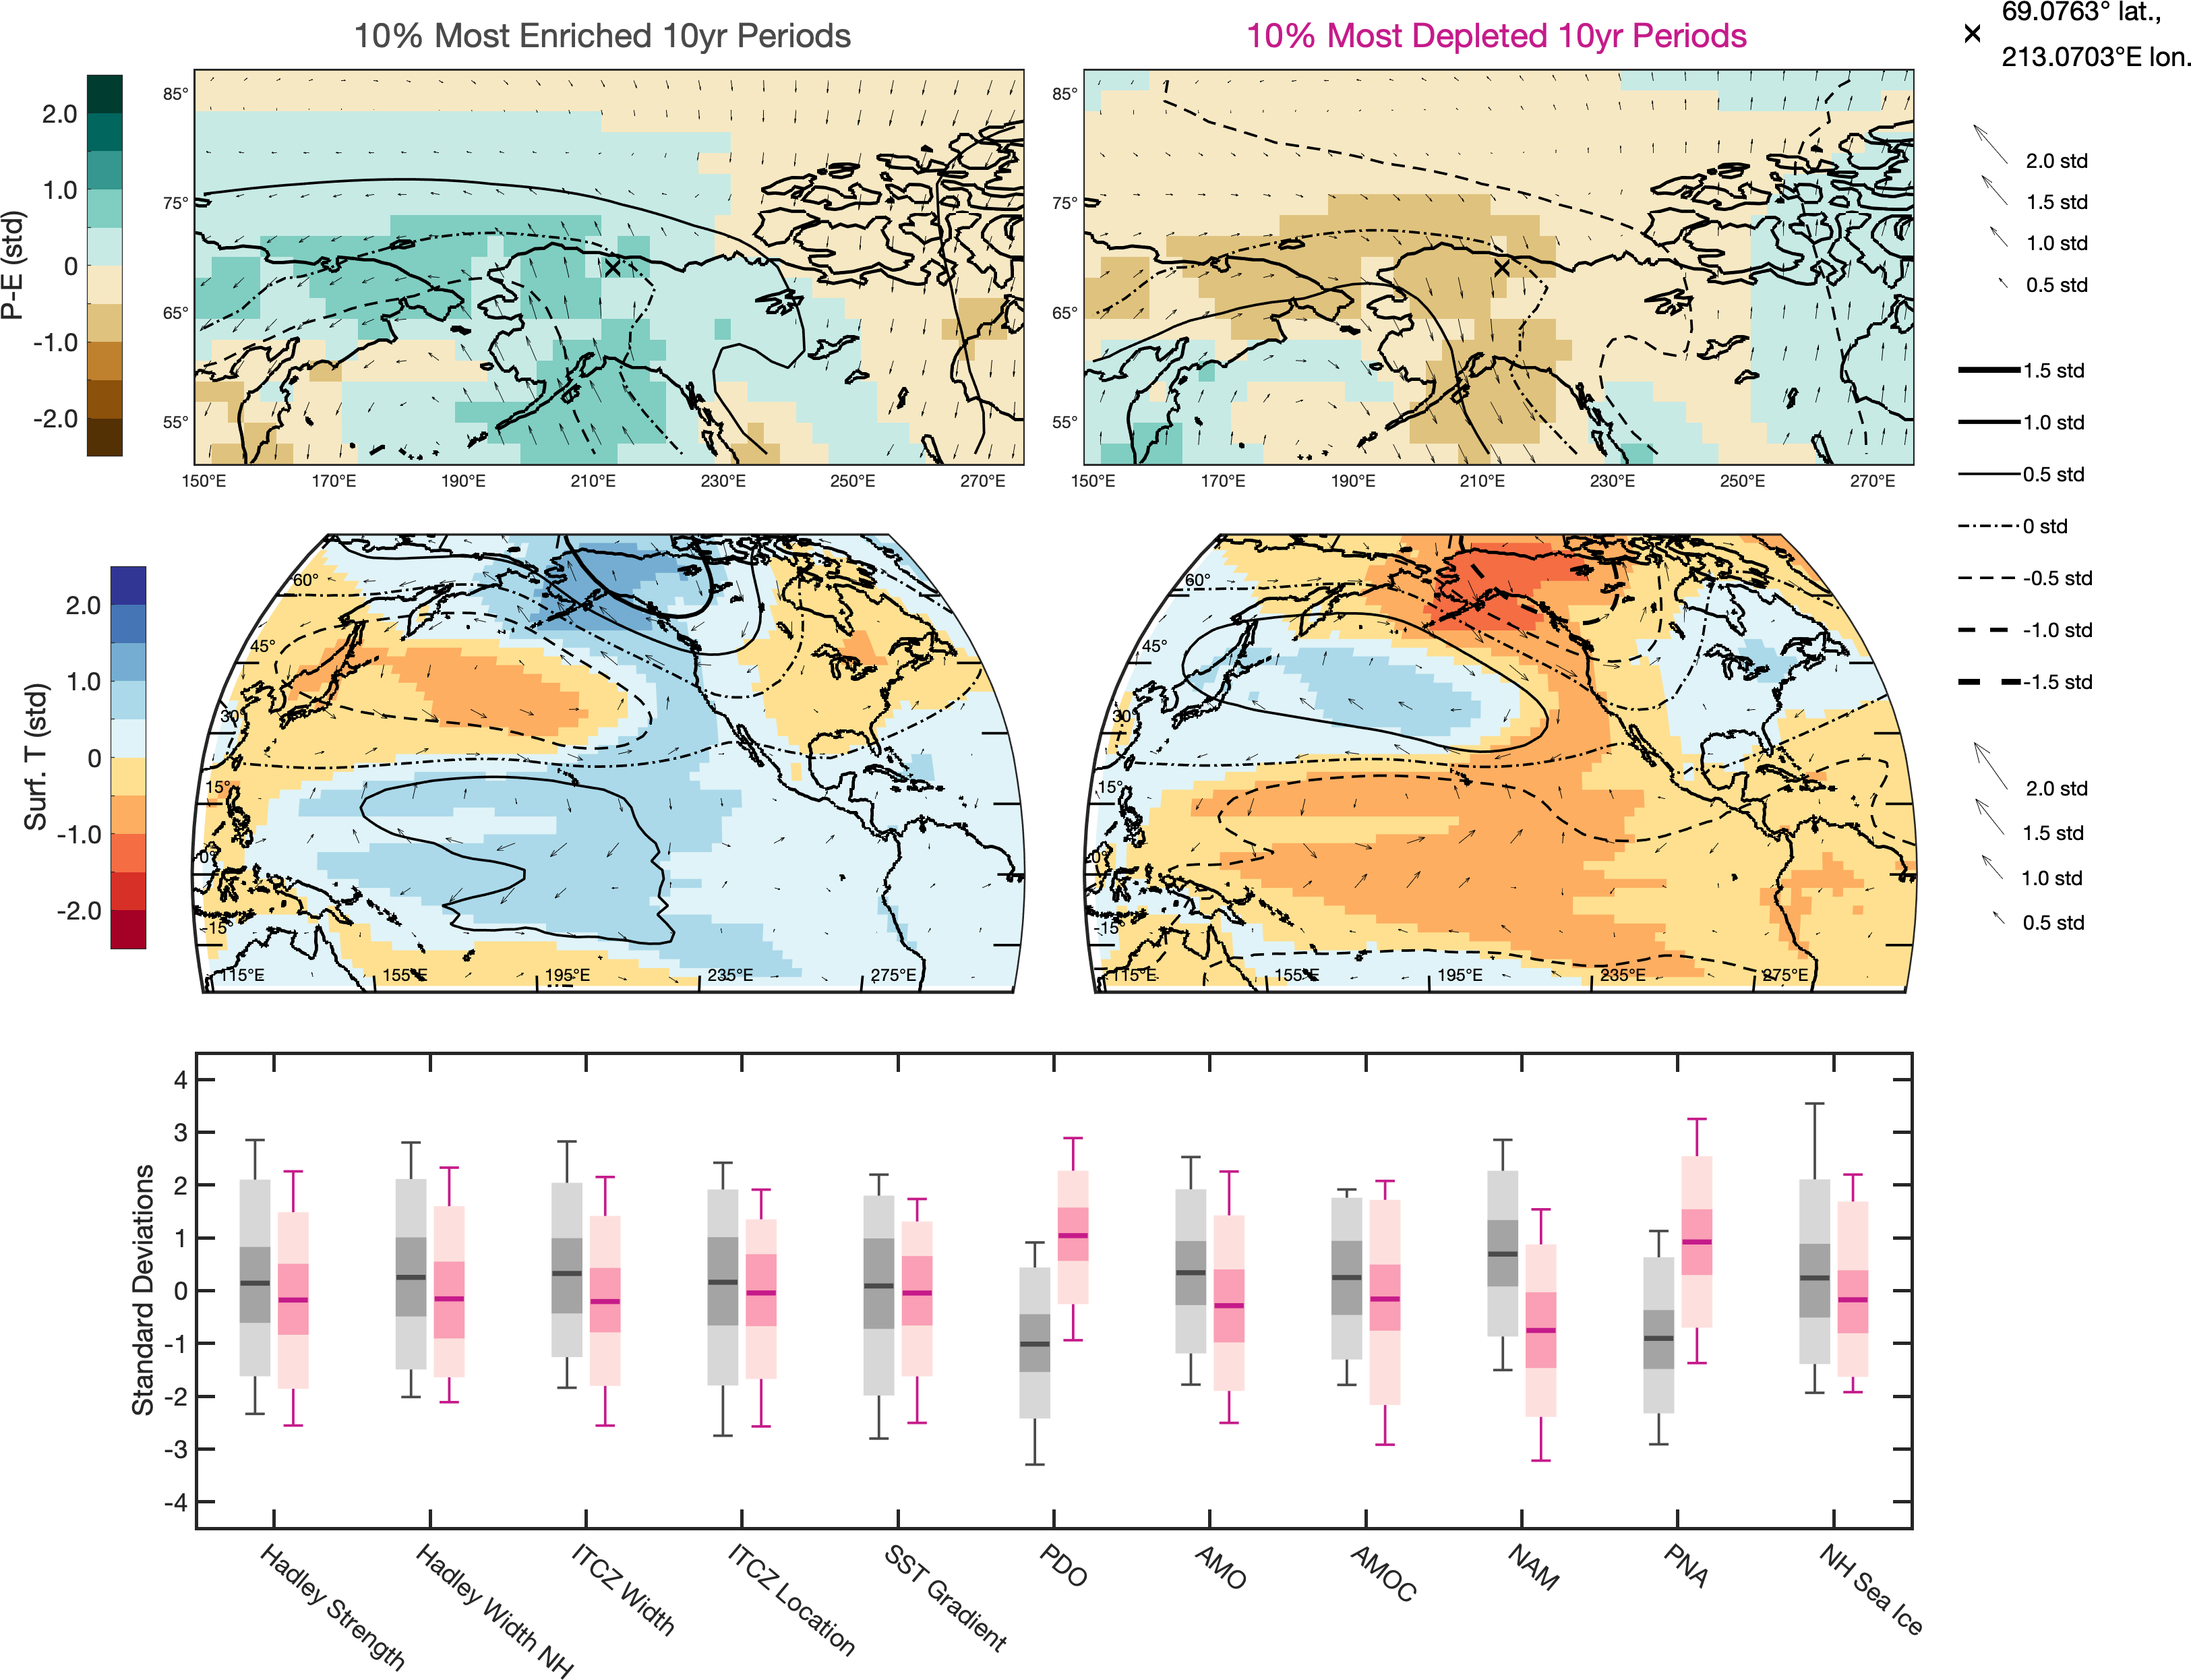 10% Most Enriched 10yr Periods
10% Most Depleted 10yr Periods
69.0763° lat.,
213.0703°E lon.
P-E (std)
2.0
1.0
0
-1.0
-2.0
85°
75°
65°
55°
150°E 170°E 190°E 210°E 230°E 250°E 270°E
85°
75°
65°
55°
150°E 170°E 190°E 210°E 230°E 250°E 270°E
2.0 std
1.5 std
1.0 std
0.5 std
1.5 std
1.0 std
0.5 std
0 std
-0.5 std
-1.0 std
-1.5 std
2.0 std
1.5 std
1.0 std
0.5 std
Surf. T (std)
2.0
1.0
0
-1.0
-2.0
60°
45°
30°
15°
0°
-15°
115°E 155°E 195°E 235°E 275°E
60°
45°
30°
15°
0°
-15°
115°E 155°E 195°E 235°E 275°E
Standard Deviations
4
3
2
1
0
-1
-2
-3
-4
Hadley Strength
Hadley Width NH
ITCZ Width
ITCZ Location
SST Gradient
PDO
AMO
AMOC
NAM
PNA
NH Sea Ice